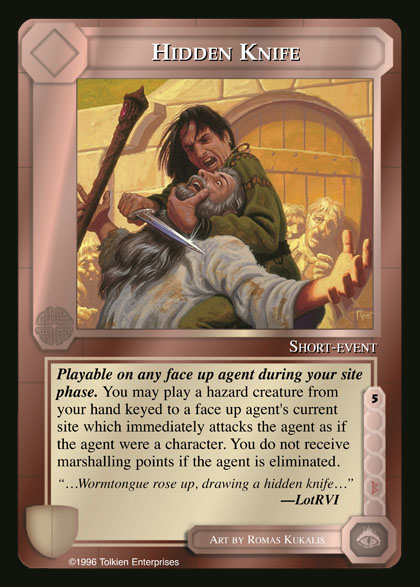 HIDDEN KNIFE
SHORT-EVENT
Playable on any face up agent during your site
phase. You may play a hazard creature from
your hand keyed to a face up agent's current
site which immediately attacks the agent as if
the agent were a character. You do not receive
marshalling points if the agent is eliminated.
“…Wormtongue rose up, drawing a hidden knife…”
—LotRVI
5
ART BY ROMAS KUKALIS
©1996 Tolkien Enterprises